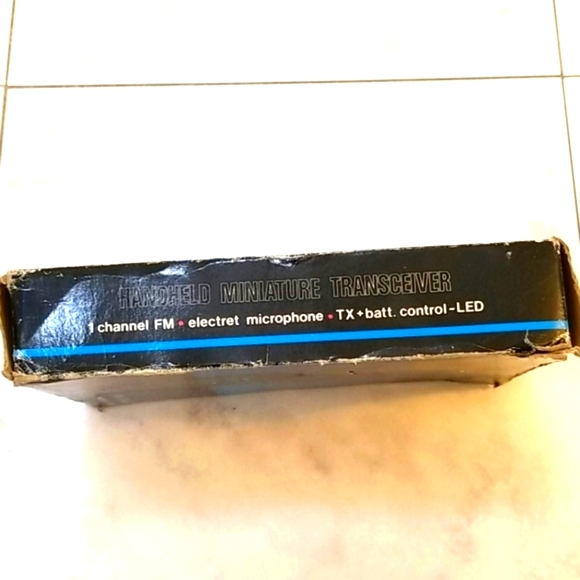 HANDHELD MINIATURE TRANSCEIVER
1 channel FM • electret microphone • TX+batt. control-LED